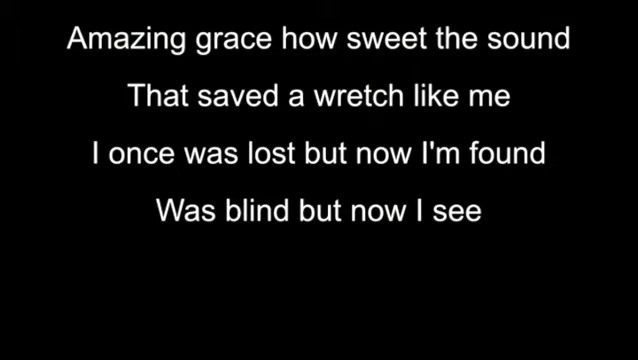 Amazing grace how sweet the sound
That saved a wretch like me
I once was lost but now I'm found
Was blind but now I see